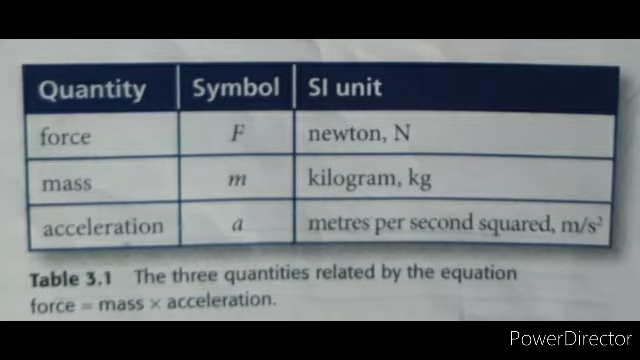 Quantity Symbol SI unit
force F newton, N
mass m kilogram, kg
acceleration a metres per second squared, m/s²
Table 3.1 The three quantities related by the equation
force = mass × acceleration.
PowerDirector